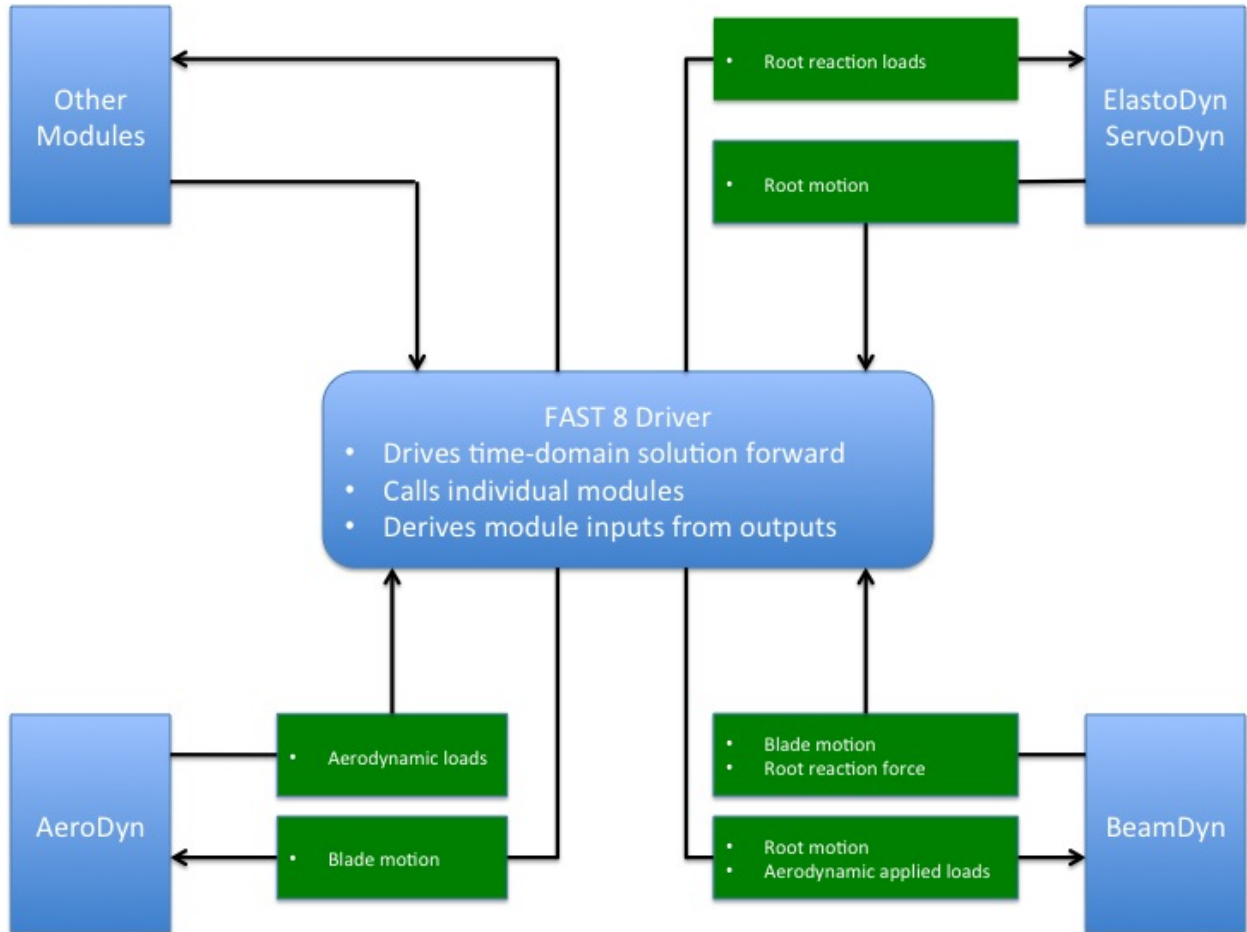 Other
Modules
• Root reaction loads
ElastoDyn
ServoDyn
• Root motion
FAST 8 Driver
• Drives time-domain solution forward
• Calls individual modules
• Derives module inputs from outputs
AeroDyn
• Aerodynamic loads
• Blade motion
• Blade motion
• Root reaction force
• Root motion
• Aerodynamic applied loads
BeamDyn